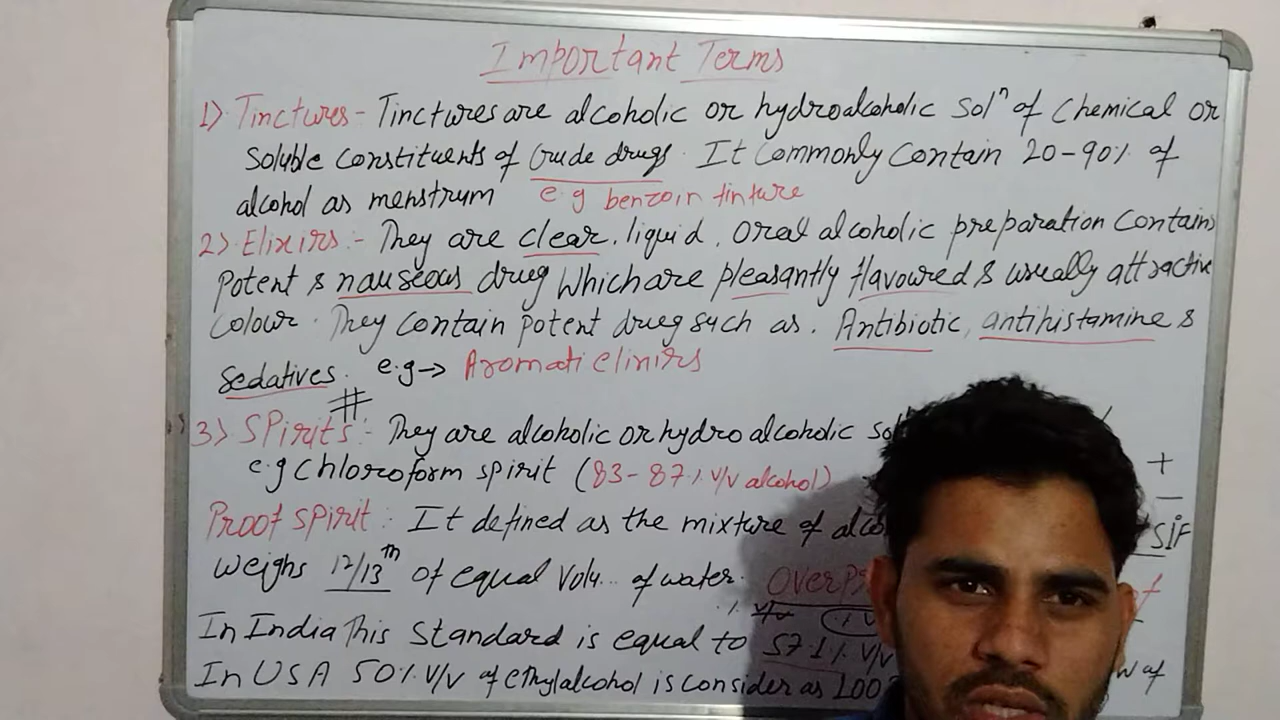 Important Terms
1) Tinctures - Tinctures are alcoholic or hydroalcoholic Solⁿ of Chemical or
Soluble constituents of Crude drugs. It Commonly Contain 20-90% of
alcohol as menstrum e.g benzoin tinture
2) Elixirs:- They are clear, liquid, oral alcoholic preparation Contains
Potent & nauseous drug Which are pleasantly flavoured & usually attractive
Colour. They Contain potent drug such as. Antibiotic, antihistamine &
Sedatives. e.g → Aromatic elixirs
#
3) Spirits:- They are alcoholic or hydro alcoholic Sol
e.g Chloroform spirit (83-87% V/V alcohol)
+
-
Proof spirit: It defined as the mixture of alco
SIF
Weighs 12/13th of equal Volu... of water. OverPr
% v/v
In India This Standard is equal to 57.1% V/V
In USA 50% V/V of ethylalcohol is consider as 100
w of